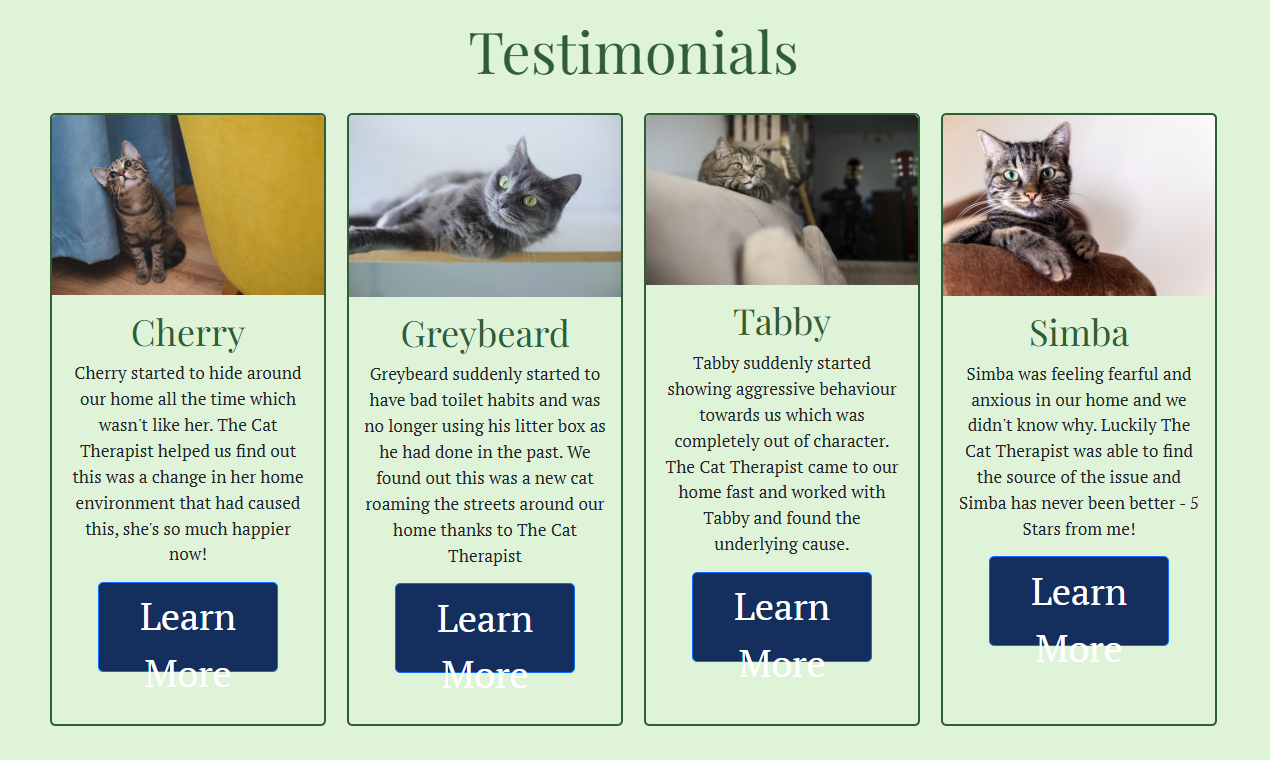 Testimonials
Cherry
Cherry started to hide around
our home all the time which
wasn't like her. The Cat
Therapist helped us find out
this was a change in her home
environment that had caused
this, she's so much happier
now!
Learn
More
Greybeard
Greybeard suddenly started to
have bad toilet habits and was
no longer using his litter box as
he had done in the past. We
found out this was a new cat
roaming the streets around our
home thanks to The Cat
Therapist
Learn
More
Tabby
Tabby suddenly started
showing aggressive behaviour
towards us which was
completely out of character.
The Cat Therapist came to our
home fast and worked with
Tabby and found the
underlying cause.
Learn
More
Simba
Simba was feeling fearful and
anxious in our home and we
didn't know why. Luckily The
Cat Therapist was able to find
the source of the issue and
Simba has never been better - 5
Stars from me!
Learn
More